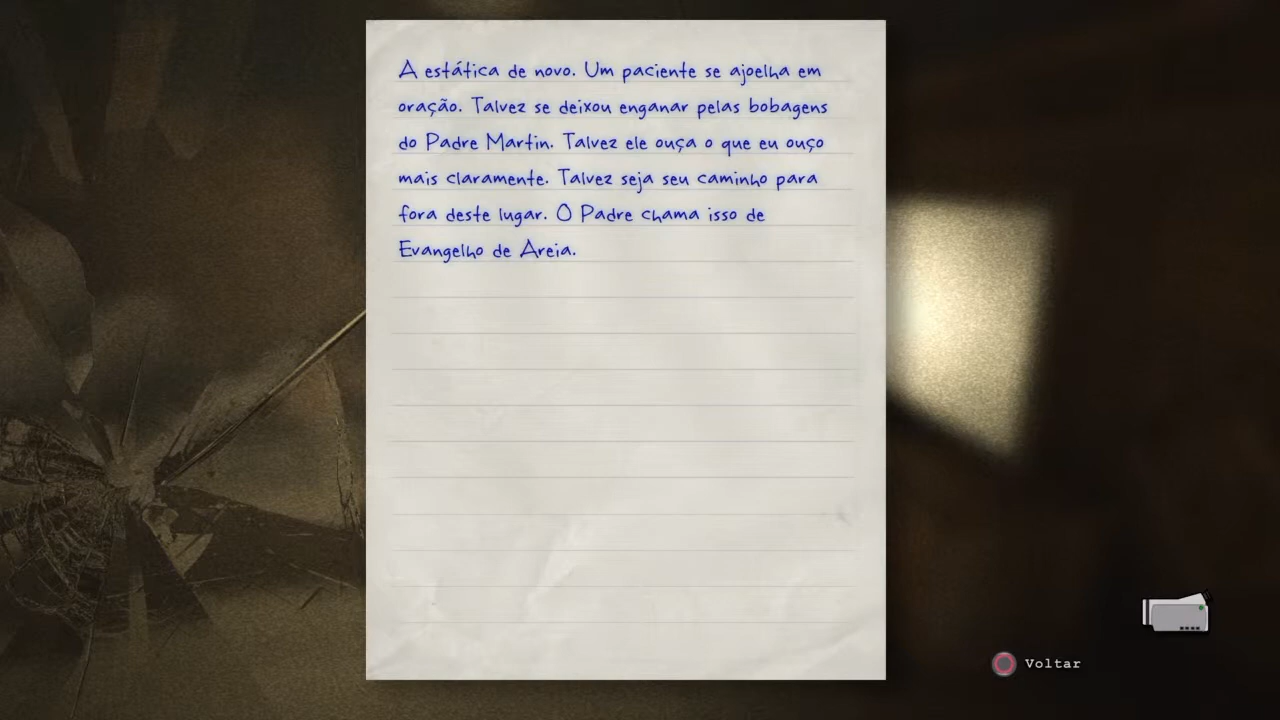 A estática de novo. Um paciente se ajoelha em
oração. Talvez se deixou enganar pelas bobagens
do Padre Martin. Talvez ele ouça o que eu ouço
mais claramente. Talvez seja seu caminho para
fora deste lugar. O Padre chama isso de
Evangelho de Areia.
Voltar